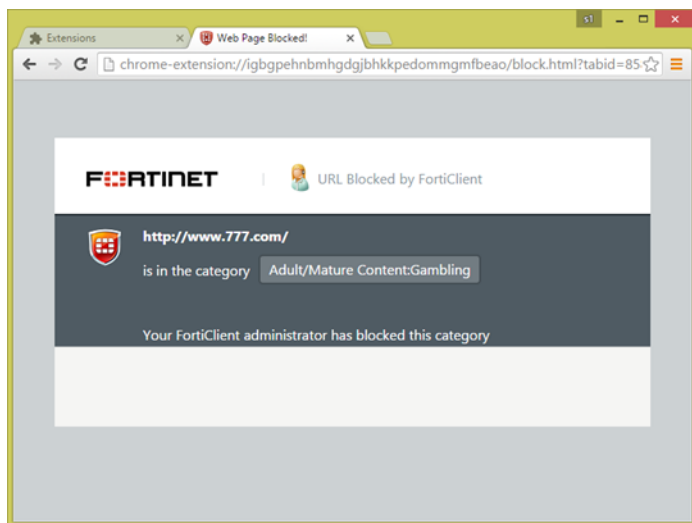 s1
Extensions
Web Page Blocked!
chrome-extension://igbgpehnbmhgdgjbhkkpedommgmfbeao/block.html?tabid=85
FORTINET
URL Blocked by FortiClient
http://www.777.com/
is in the category Adult/Mature Content:Gambling
Your FortiClient administrator has blocked this category